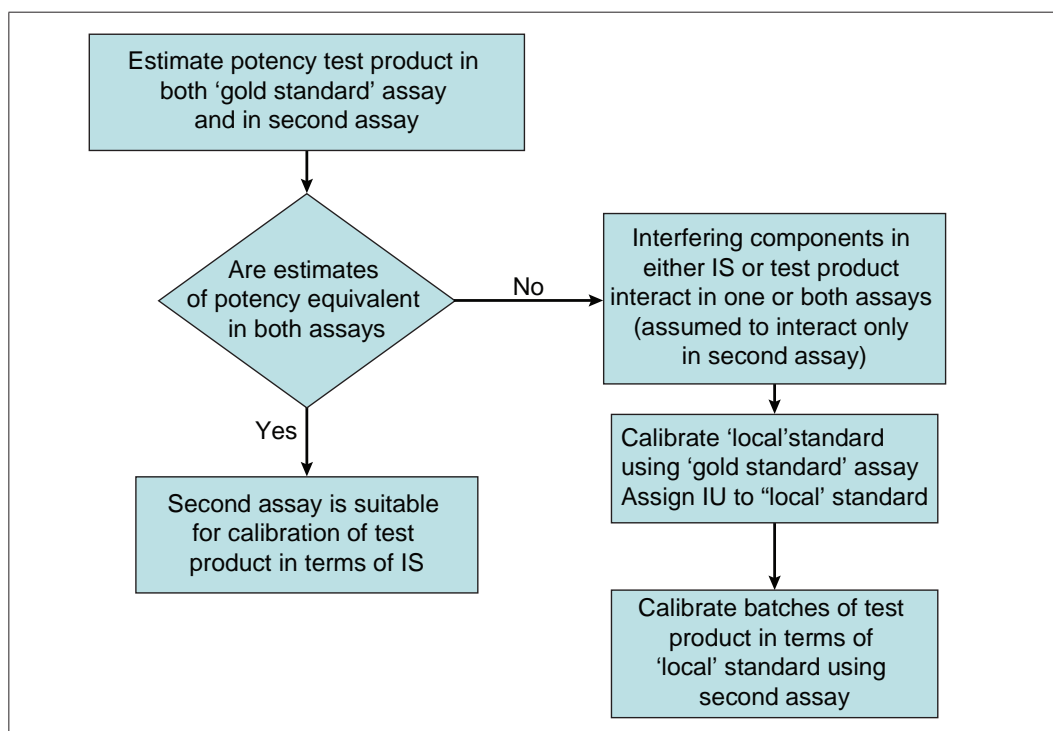 Estimate potency test product in
both ‘gold standard’ assay
and in second assay
Are estimates
of potency equivalent
in both assays
No
Interfering components in
either IS or test product
interact in one or both assays
(assumed to interact only
in second assay)
Yes
Calibrate ‘local’standard
using ‘gold standard’ assay
Assign IU to “local’ standard
Second assay is suitable
for calibration of test
product in terms of IS
Calibrate batches of test
product in terms of
‘local’ standard using
second assay